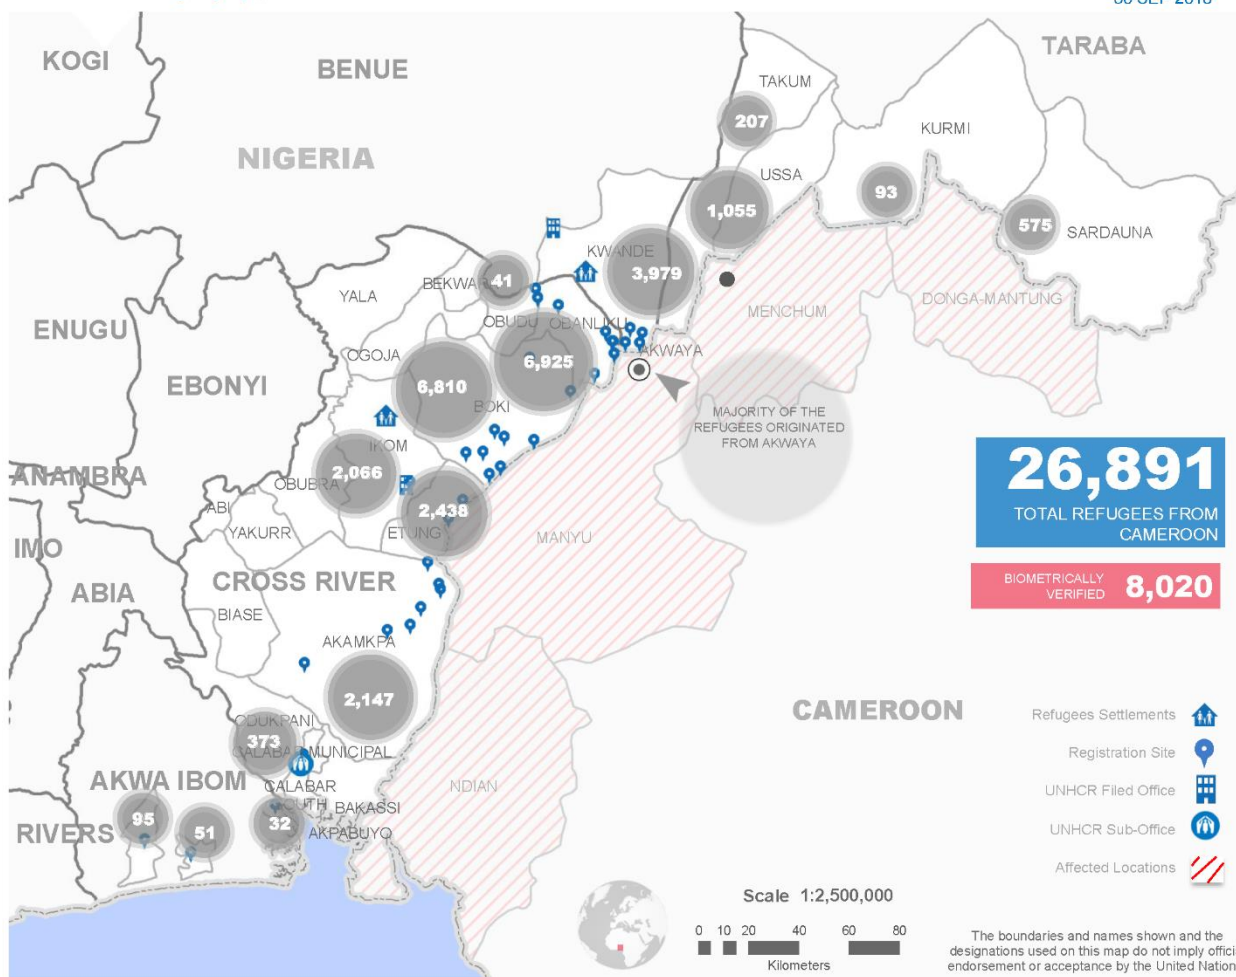 KOGI
BENUE
TARABA
TAKUM
207
KURMI
NIGERIA
USSA
93
1,055
575
SARDAUNA
KWANDE
3,979
41
YALA
MENCHUM
DONGA-MANTUNG
ENUGU
OBUDU
OBANLIKU
OGOJA
AKWAYA
6,925
EBONYI
6,810
BOKI
MAJORITY OF THE
REFUGEES ORIGINATED
FROM AKWAYA
IKOM
26,891
TOTAL REFUGEES FROM
CAMEROON
2,066
ANAMBRA
OBUBRA
ABI
2,438
YAKURR
ETUNG
MANYU
IMO
ABIA
CROSS RIVER
BIOMETRICALLY
VERIFIED
8,020
BIASE
AKAMKPA
2,147
CAMEROON
ODUKPANI
373
CALABAR MUNICIPAL
AKWA IBOM
CALABAR
SOUTH
BAKASSI
NDIAN
95
51
32
RIVERS
AKPABUYO
Refugees Settlements
Registration Site
UNHCR Filed Office
UNHCR Sub-Office
Affected Locations
Scale 1:2,500,000
0 10 20 40 60 80
Kilometers
The boundaries and names shown and the
designations used on this map do not imply offici
endorsement or acceptance by the United Nation